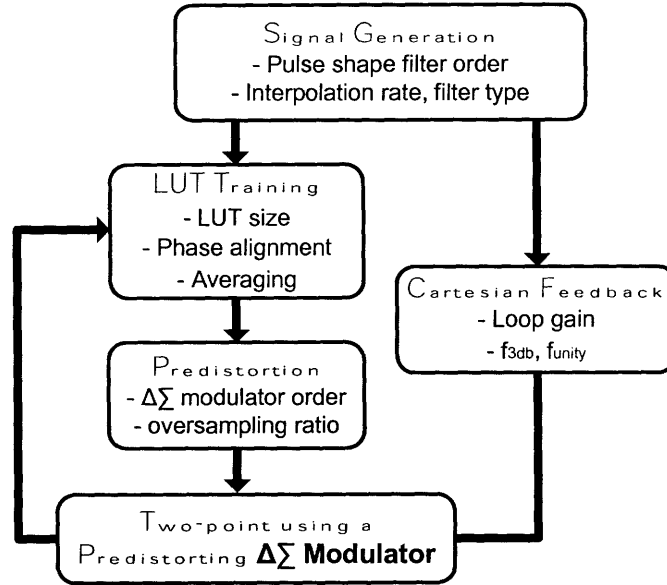 Signal Generation
- Pulse shape filter order
- Interpolation rate, filter type
LUT Training
- LUT size
- Phase alignment
- Averaging
Cartesian Feedback
- Loop gain
- f3db, funity
Predistortion
- ΔΣ modulator order
- oversampling ratio
Two-point using a
Predistorting ΔΣ Modulator